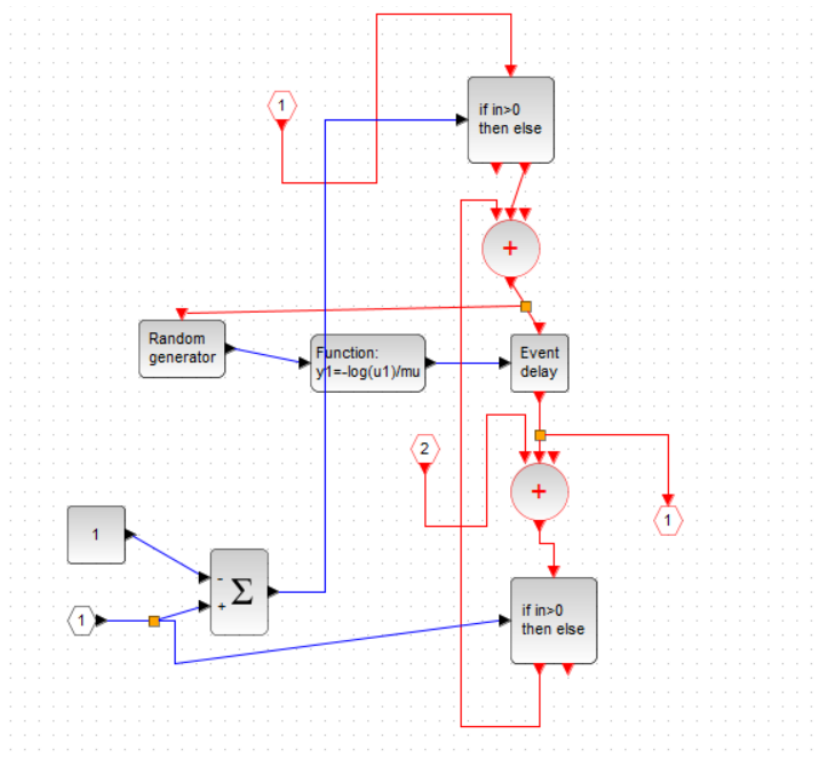 1
if in>0
then else
+
Random
generator
Function:
y1=-log(u1)/mu
Event
delay
2
+
1
1
-
+
Σ
1
if in>0
then else